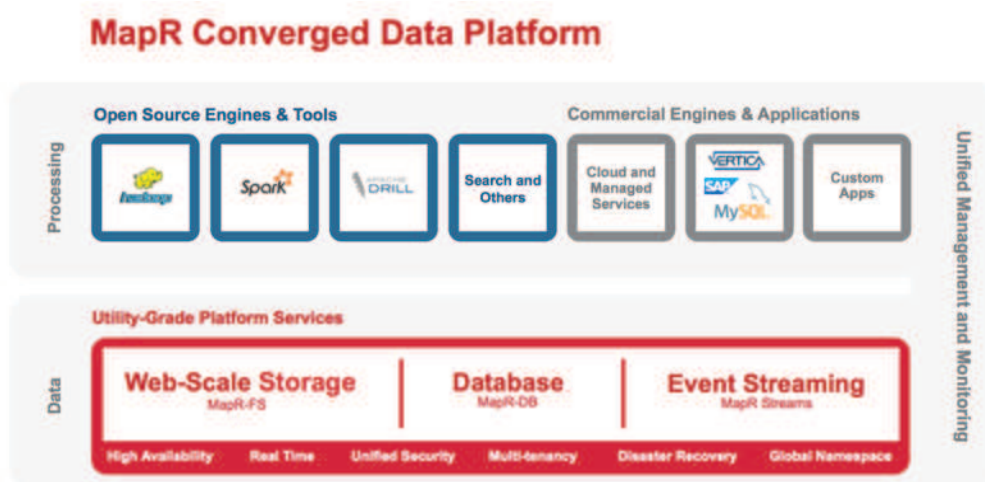 MapR Converged Data Platform
Open Source Engines & Tools
Commercial Engines & Applications
Processing
hadoop
Spark
APACHE
DRILL
Search and
Others
Cloud and
Managed
Services
VERTICA
SAP
MySQL
Custom
Apps
Unified Management and Monitoring
Utility-Grade Platform Services
Data
Web-Scale Storage
MapR-FS
Database
MapR-DB
Event Streaming
MapR Streams
High Availability
Real Time
Unified Security
Multi-tenancy
Disaster Recovery
Global Namespace